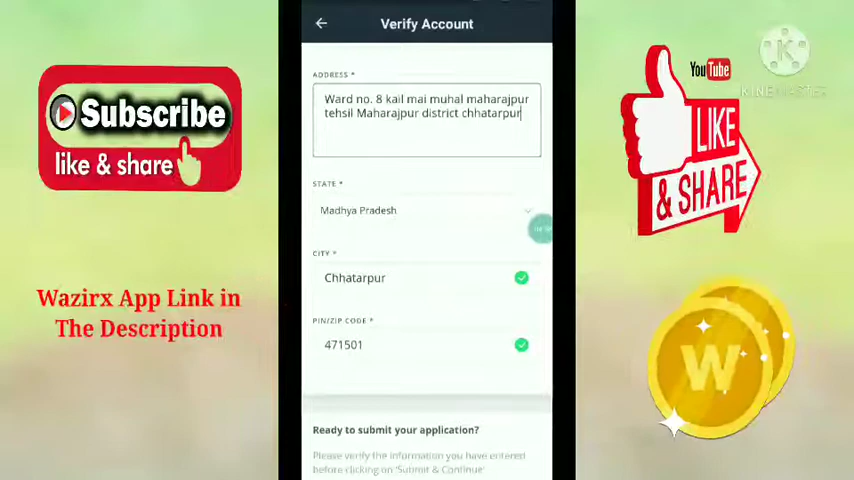 Verify Account
ADDRESS *
Ward no. 8 kail mai muhal maharajpur
tehsil Maharajpur district chhatarpur
STATE *
Madhya Pradesh
CITY *
Chhatarpur
PIN/ZIP CODE *
471501
Ready to submit your application?
Please verify the information you have entered
before clicking on 'Submit & Continue'
Subscribe
like & share
Wazirx App Link in
The Description
YouTube
KINEMASTER
K
LIKE
& SHARE
W